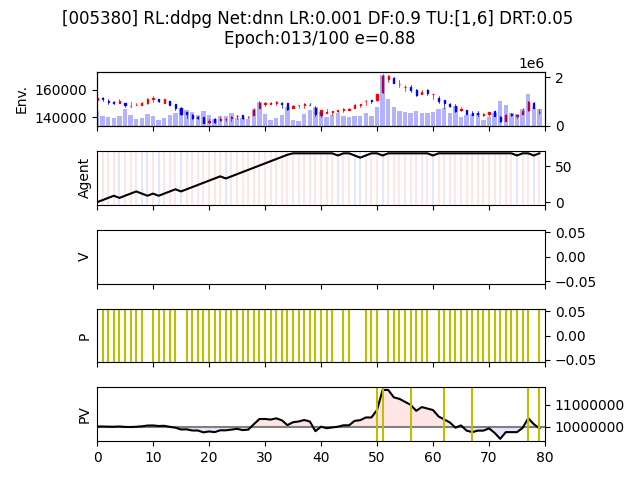 [005380] RL:ddpg Net:dnn LR:0.001 DF:0.9 TU:[1,6] DRT:0.05
Epoch:013/100 e=0.88
1e6
Env.
160000
140000
2
0
Agent
50
0
V
0.05
0.00
−0.05
P
0.05
0.00
−0.05
PV
11000000
10000000
0 10 20 30 40 50 60 70 80